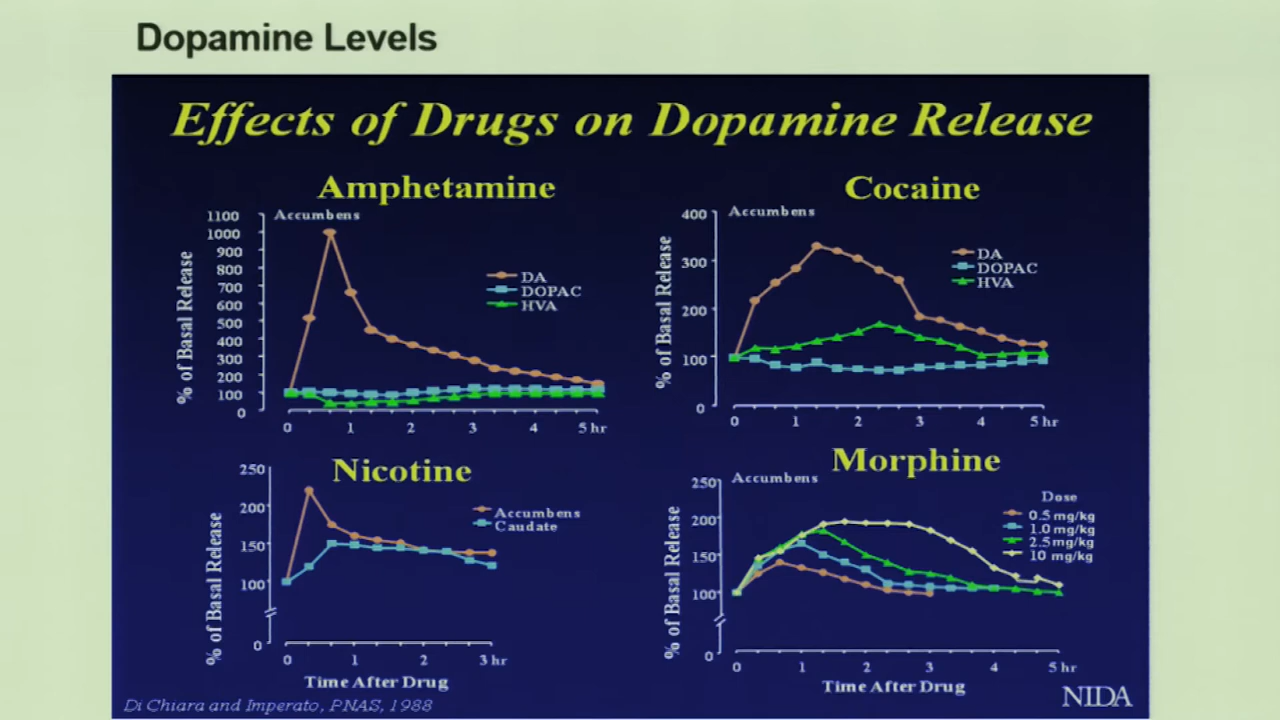 Dopamine Levels
Effects of Drugs on Dopamine Release
Amphetamine
Accumbens
% of Basal Release
1100
1000
900
800
700
600
500
400
300
200
100
0
DA
DOPAC
HVA
0 1 2 3 4 5 hr
Cocaine
Accumbens
% of Basal Release
400
300
200
100
0
DA
DOPAC
HVA
0 1 2 3 4 5 hr
Nicotine
% of Basal Release
250
200
150
100
0
Accumbens
Caudate
0 1 2 3 hr
Time After Drug
Morphine
Accumbens
% of Basal Release
250
200
150
100
0
Dose
0.5 mg/kg
1.0 mg/kg
2.5 mg/kg
10 mg/kg
0 1 2 3 4 5 hr
Time After Drug
Di Chiara and Imperato, PNAS, 1988
NIDA